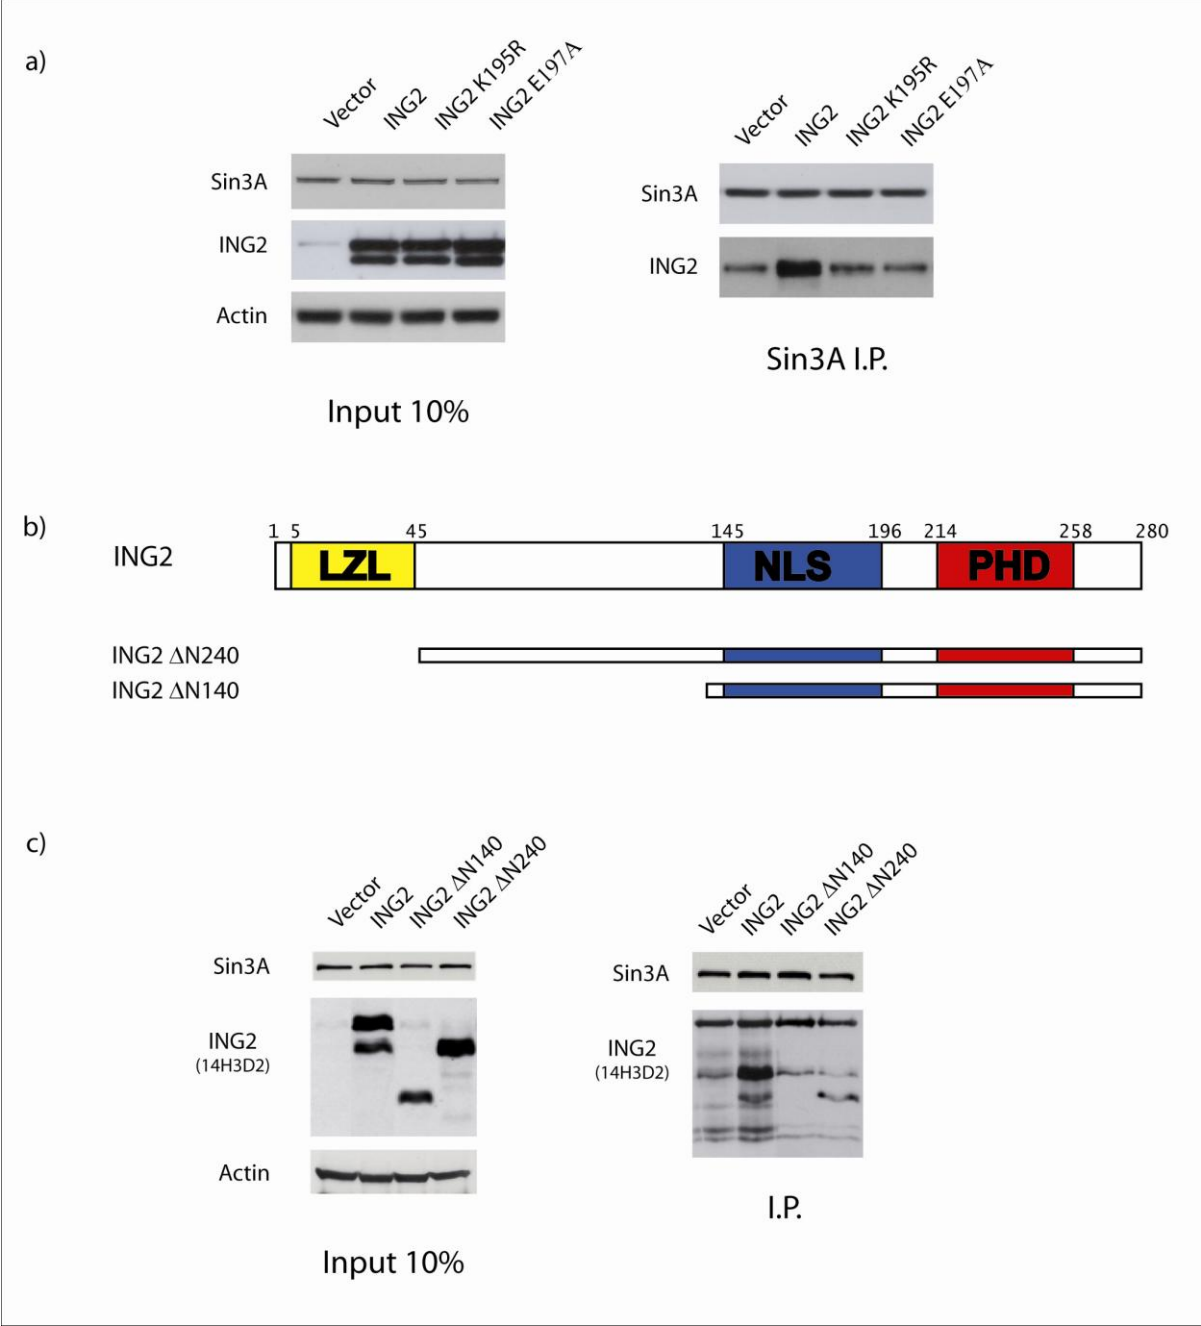 a)
Vector ING2 ING2 K195R ING2 E197A
Vector ING2 ING2 K195R ING2 E197A
Sin3A
ING2
Actin
Input 10%
Sin3A
ING2
Sin3A I.P.
b)
1 5 45 145 196 214 258 280
ING2 LZL NLS PHD
ING2 ΔN240
ING2 ΔN140
c)
Vector ING2 ING2 ΔN140 ING2 ΔN240
Vector ING2 ING2 ΔN140 ING2 ΔN240
Sin3A
ING2
(14H3D2)
Actin
Input 10%
Sin3A
ING2
(14H3D2)
I.P.